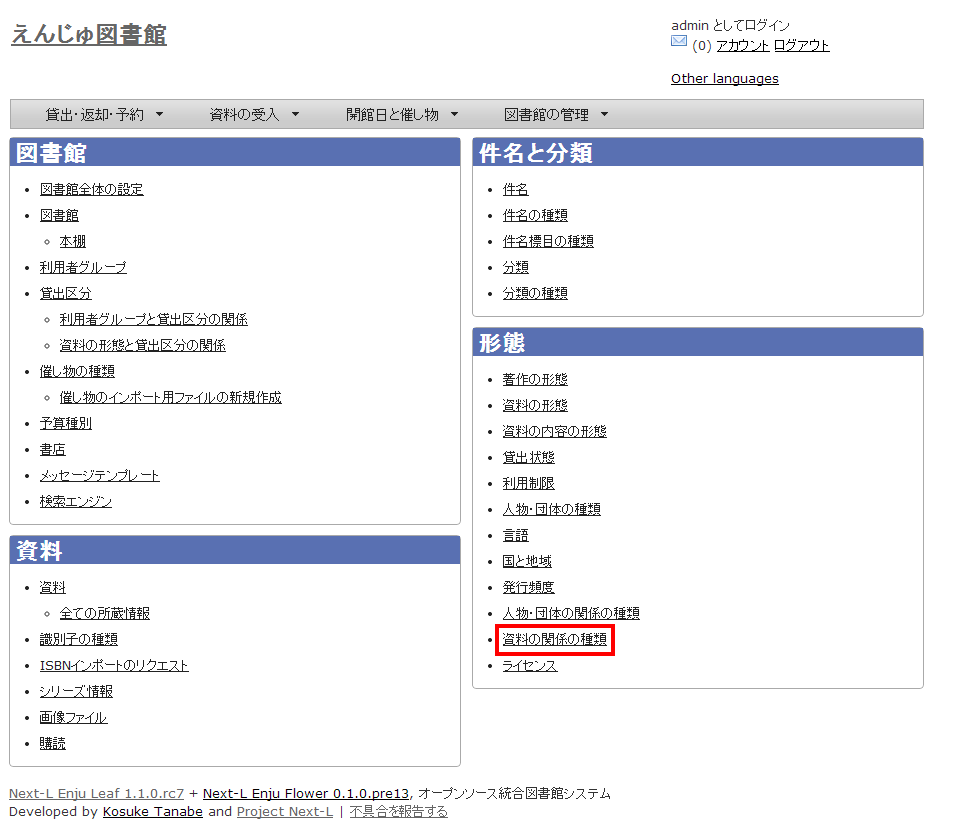 えんじゅ図書館
admin としてログイン
(0) アカウント ログアウト
Other languages
貸出・返却・予約 ▼ 資料の受入 ▼ 開館日と催し物 ▼ 図書館の管理 ▼
図書館
図書館全体の設定
図書館
本棚
利用者グループ
貸出区分
利用者グループと貸出区分の関係
資料の形態と貸出区分の関係
催し物の種類
催し物のインポート用ファイルの新規作成
予算種別
書店
メッセージテンプレート
検索エンジン
資料
資料
全ての所蔵情報
識別子の種類
ISBNインポートのリクエスト
シリーズ情報
画像ファイル
購読
件名と分類
件名
件名の種類
件名標目の種類
分類
分類の種類
形態
著作の形態
資料の形態
資料の内容の形態
貸出状態
利用制限
人物・団体の種類
言語
国と地域
発行頻度
人物・団体の関係の種類
資料の関係の種類
ライセンス
Next-L Enju Leaf 1.1.0.rc7 + Next-L Enju Flower 0.1.0.pre13, オープンソース統合図書館システム
Developed by Kosuke Tanabe and Project Next-L | 不具合を報告する